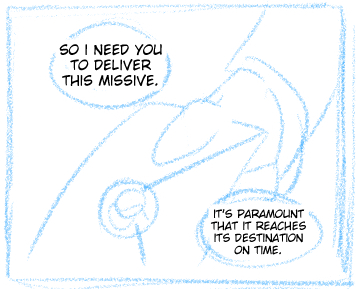 SO I NEED YOU
TO DELIVER
THIS MISSIVE.
IT'S PARAMOUNT
THAT IT REACHES
ITS DESTINATION
ON TIME.